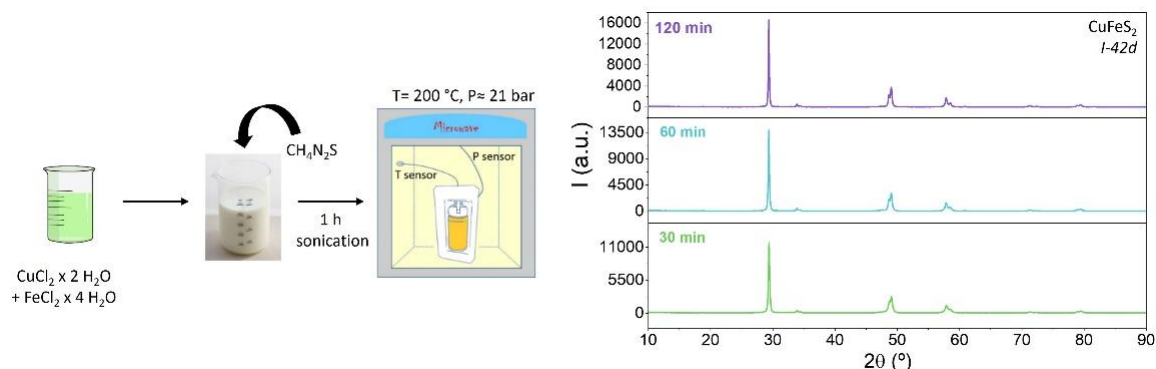 CuCl2 x 2 H2O
+ FeCl2 x 4 H2O
CH4N2S
1 h
sonication
T= 200 °C, P≈ 21 bar
Microwave
P sensor
T sensor
I (a.u.)
16000
12000
8000
4000
0
120 min
CuFeS2
I-42d
13500
9000
4500
0
60 min
11000
5500
0
30 min
10 20 30 40 50 60 70 80 90
2θ (º)